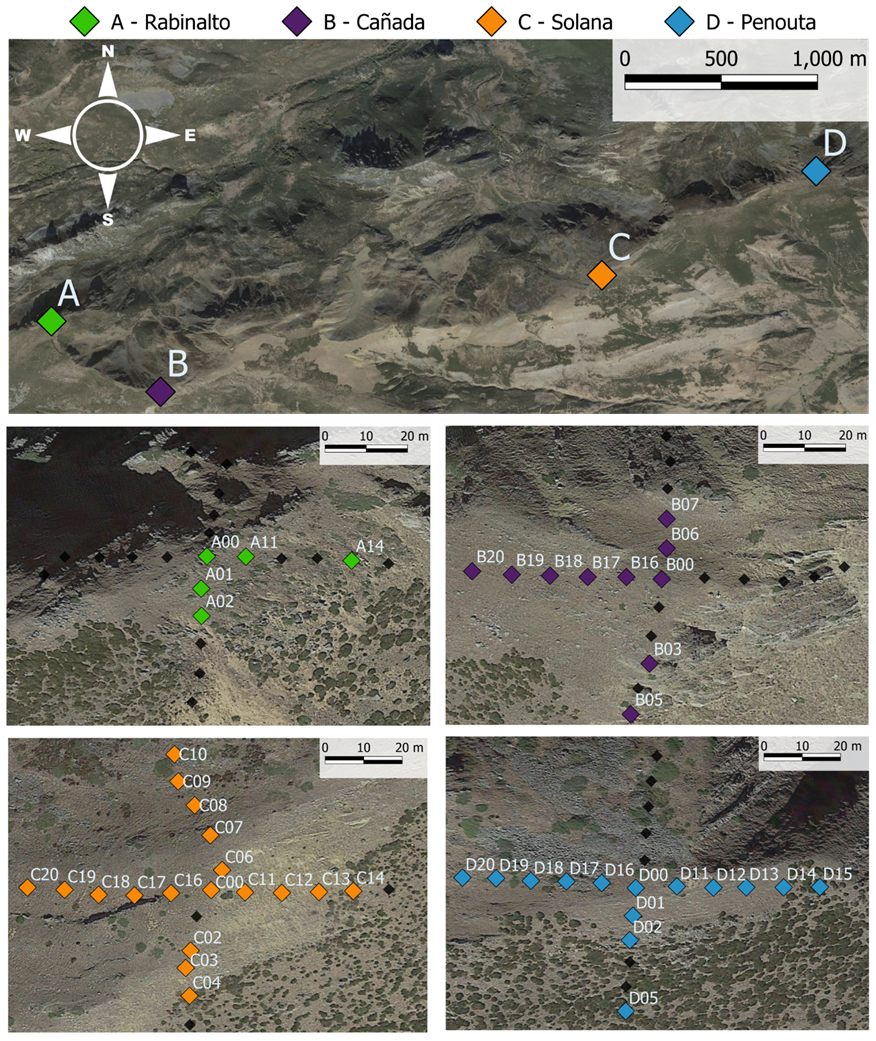 A - Rabinalto B - Cañada C - Solana D - Penouta
N
W E
S
0 500 1,000 m
D
C
A
B
0 10 20 m
A00 A11 A14
A01
A02
0 10 20 m
B07
B06
B20 B19 B18 B17 B16 B00
B03
B05
0 10 20 m
C10
C09
C08
C07
C06
C20 C19 C18 C17 C16 C00 C11 C12 C13 C14
C02
C03
C04
0 10 20 m
D20 D19 D18 D17 D16 D00 D11 D12 D13 D14 D15
D01
D02
D05